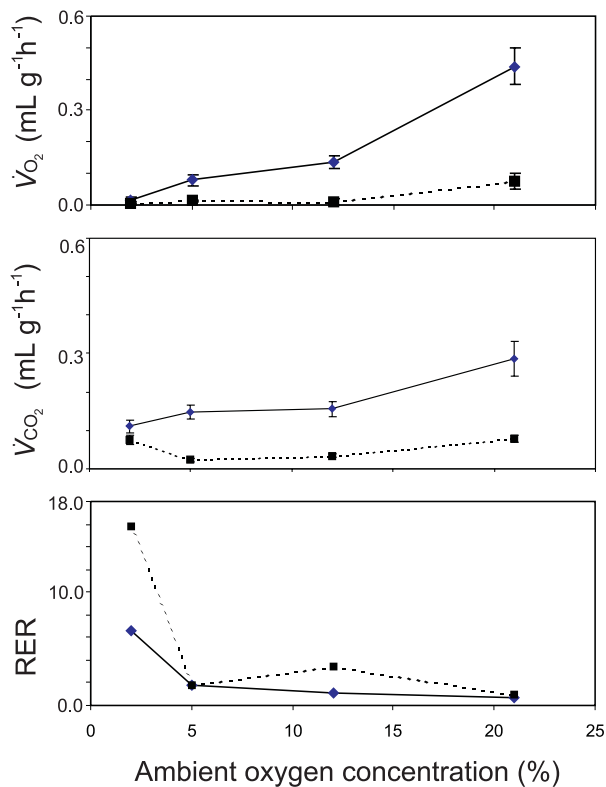 0.6
0.3
0.0
V̇O₂ (mL g⁻¹h⁻¹)
0.6
0.3
0.0
V̇CO₂ (mL g⁻¹h⁻¹)
18.0
10.0
0.0
RER
0 5 10 15 20 25
Ambient oxygen concentration (%)